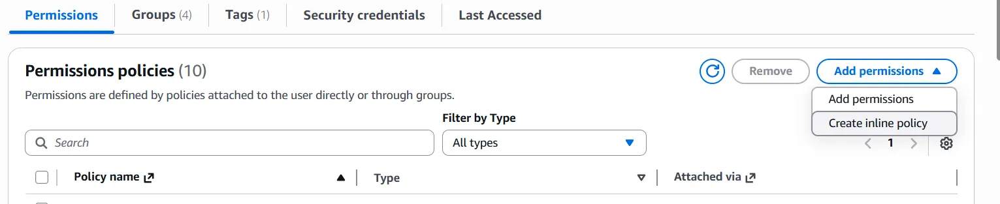 Permissions
Groups (4)
Tags (1)
Security credentials
Last Accessed
Permissions policies (10)
Remove
Add permissions
Permissions are defined by policies attached to the user directly or through groups.
Add permissions
Create inline policy
Filter by Type
Search
All types
1
Policy name
Type
Attached via